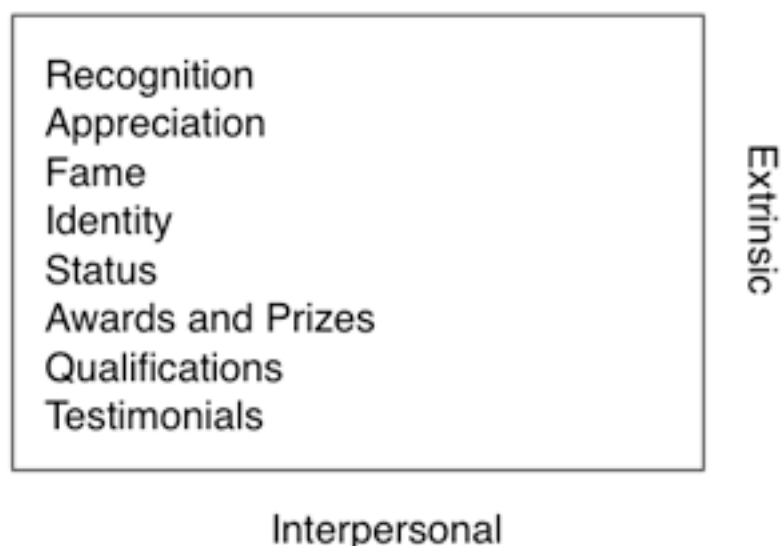 Recognition
Appreciation
Fame
Identity
Status
Awards and Prizes
Qualifications
Testimonials
Extrinsic
Interpersonal